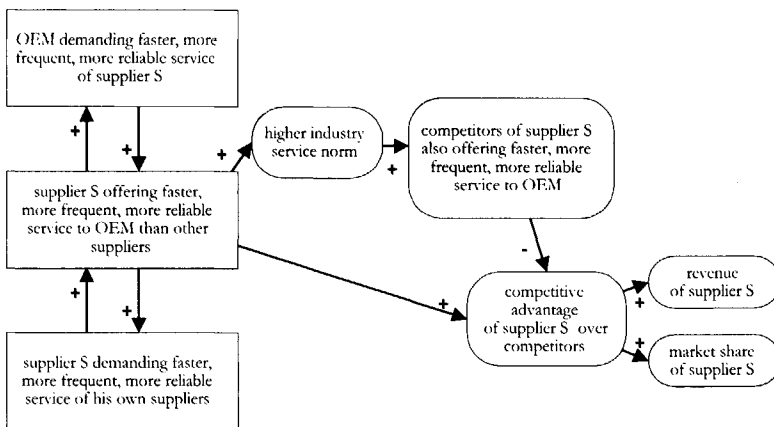 OEM demanding faster, more
frequent, more reliable service
of supplier S
+
+
higher industry
service norm
+
+
competitors of supplier S
also offering faster, more
frequent, more reliable
service to OEM
supplier S offering faster,
more frequent, more reliable
service to OEM than other
suppliers
-
+
+
+
competitive
advantage
of supplier S over
competitors
revenue
of supplier S
+
+
market share
of supplier S
supplier S demanding faster,
more frequent, more reliable
service of his own suppliers